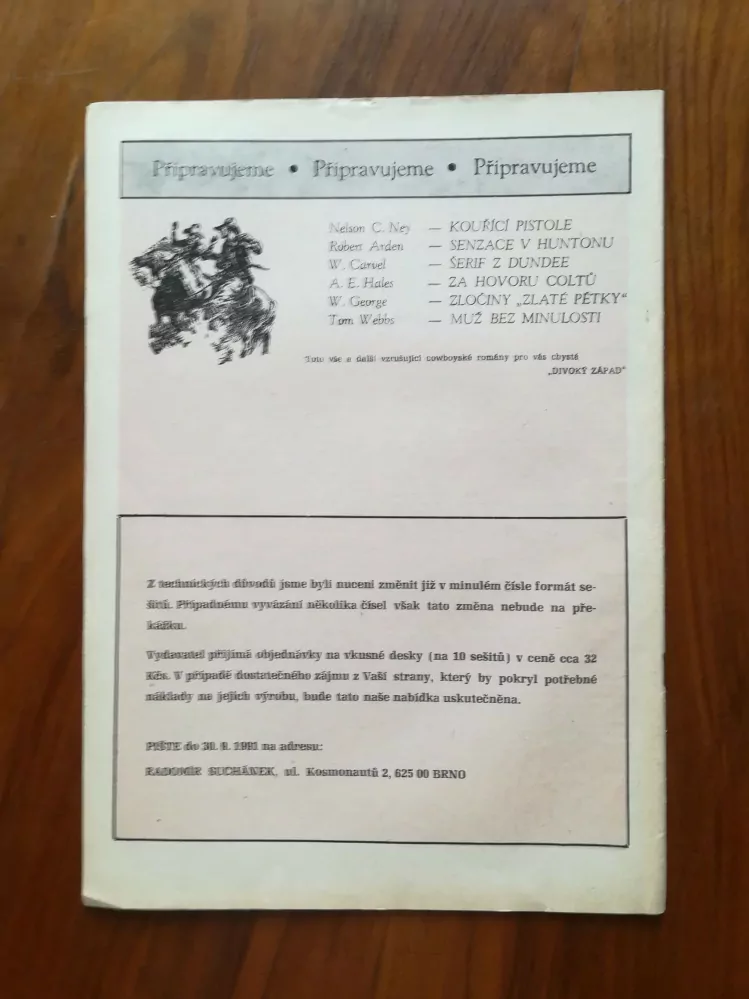 Připravujeme • Připravujeme • Připravujeme
Nelson C. Ney — KOUŘÍCÍ PISTOLE
Robert Arden — SENZACE V HUNTONU
W. Carvel — ŠERIF Z DUNDEE
A. E. Hales — ZA HOVORU COLTŮ
W. George — ZLOČINY „ZLATÉ PĚTKY“
Tom Webbs — MUŽ BEZ MINULOSTI
Toto vše a další vzrušující cowboyské romány pro vás chystá
„DIVOKÝ ZÁPAD“
Z technických důvodů jsme byli nuceni změnit již v minulém čísle formát se-
šitů. Případnému vyvázání několika čísel však tato změna nebude na pře-
kážku.
Vydavatel přijímá objednávky na vkusné desky (na 10 sešitů) v ceně cca 32
Kčs. V případě dostatečného zájmu z Vaší strany, který by pokryl potřebné
náklady na jejich výrobu, bude tato naše nabídka uskutečněna.
PIŠTE do 1991 na adresu:
RADOMÍR SUCHÁNEK, ul. Kosmonautů 2, 625 00 BRNO